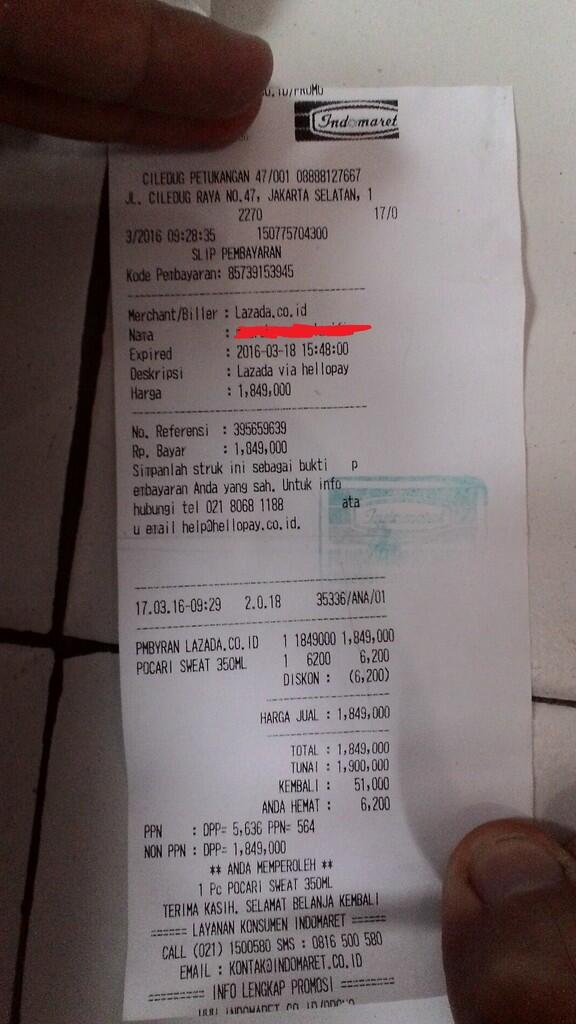 CO.ID/PROMO
Indomaret
CILEDUG PETUKANGAN 47/001 08888127667
JL. CILEDUG RAYA NO.47, JAKARTA SELATAN, 1
2270 17/0
3/2016 09:28:35 150775704300
SLIP PEMBAYARAN
Kode Pembayaran: 85739153945
Merchant/Biller : Lazada.co.id
Nama :
Expired : 2016-03-18 15:48:00
Deskripsi : Lazada via hellopay
Harga : 1,849,000
No. Referensi : 395659639
Rp. Bayar : 1,849,000
Simpanlah struk ini sebagai bukti p
embayaran Anda yang sah. Untuk info
hubungi tel 021 8068 1188 ata
u email help@hellopay.co.id.
Indomaret
17.03.16-09:29 2.0.18 35336/ANA/01
PMBYRAN LAZADA.CO.ID 1 1849000 1,849,000
POCARI SWEAT 350ML 1 6200 6,200
DISKON : (6,200)
HARGA JUAL : 1,849,000
TOTAL : 1,849,000
TUNAI : 1,900,000
KEMBALI : 51,000
ANDA HEMAT : 6,200
PPN : DPP= 5,636 PPN= 564
NON PPN : DPP= 1,849,000
** ANDA MEMPEROLEH **
1 Pc POCARI SWEAT 350ML
TERIMA KASIH. SELAMAT BELANJA KEMBALI
====== LAYANAN KONSUMEN INDOMARET ======
CALL (021) 1500580 SMS : 0816 500 580
EMAIL : KONTAK@INDOMARET.CO.ID
========= INFO LENGKAP PROMOSI =========
WWW.INDOMARET.CO.ID/PROMO